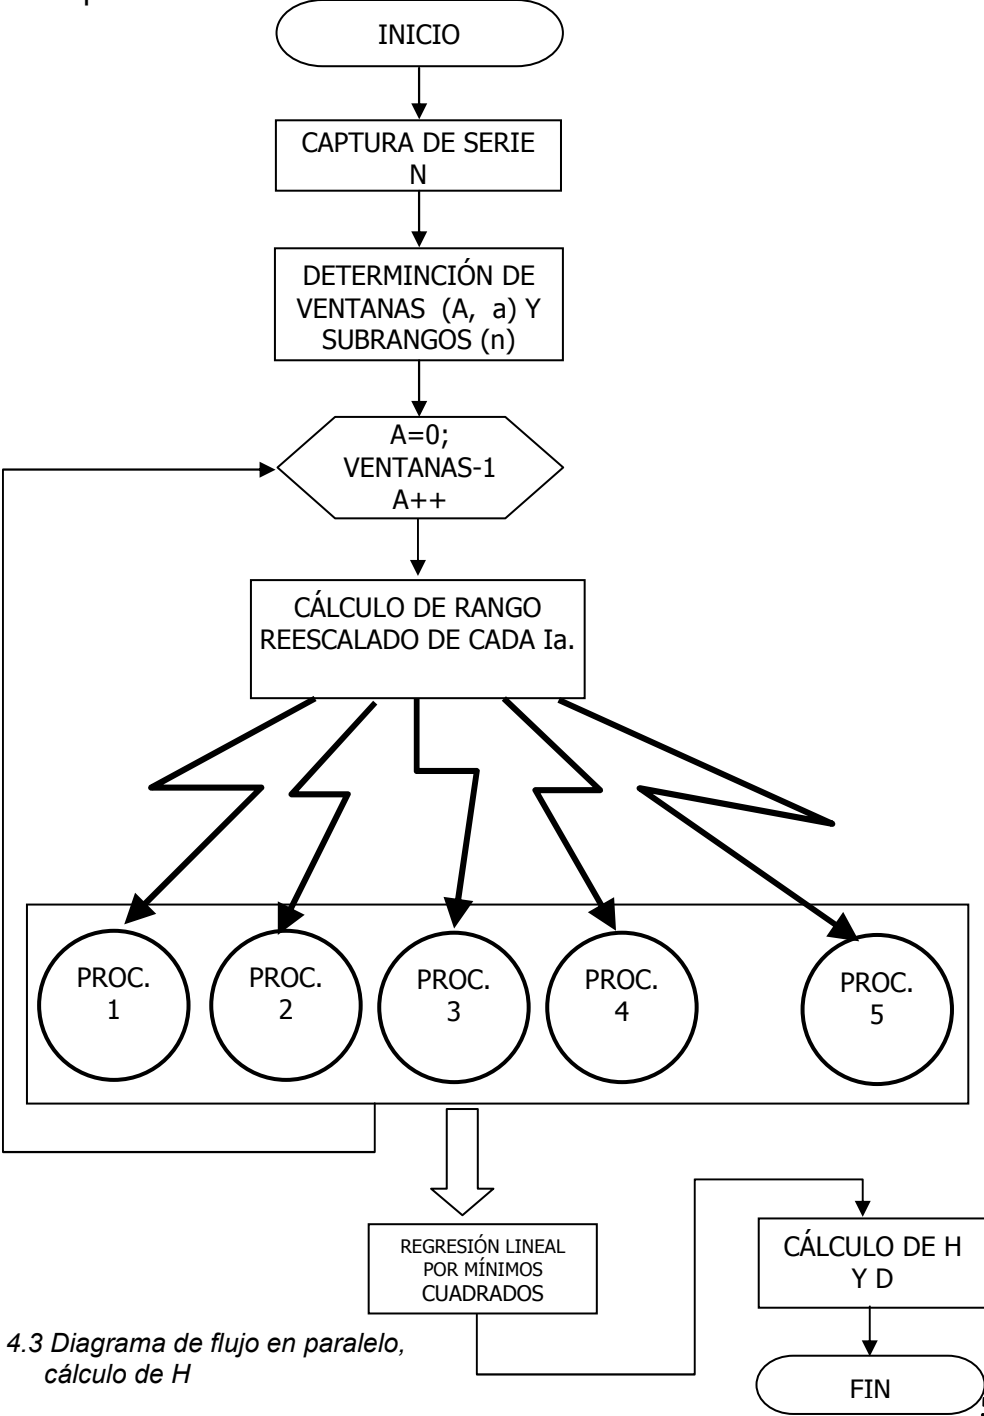 INICIO
CAPTURA DE SERIE
N
DETERMINCIÓN DE
VENTANAS (A, a) Y
SUBRANGOS (n)
A=0;
VENTANAS-1
A++
CÁLCULO DE RANGO
REESCALADO DE CADA Ia.
PROC.
1
PROC.
2
PROC.
3
PROC.
4
PROC.
5
REGRESIÓN LINEAL
POR MÍNIMOS
CUADRADOS
CÁLCULO DE H
Y D
FIN
4.3 Diagrama de flujo en paralelo,
cálculo de H